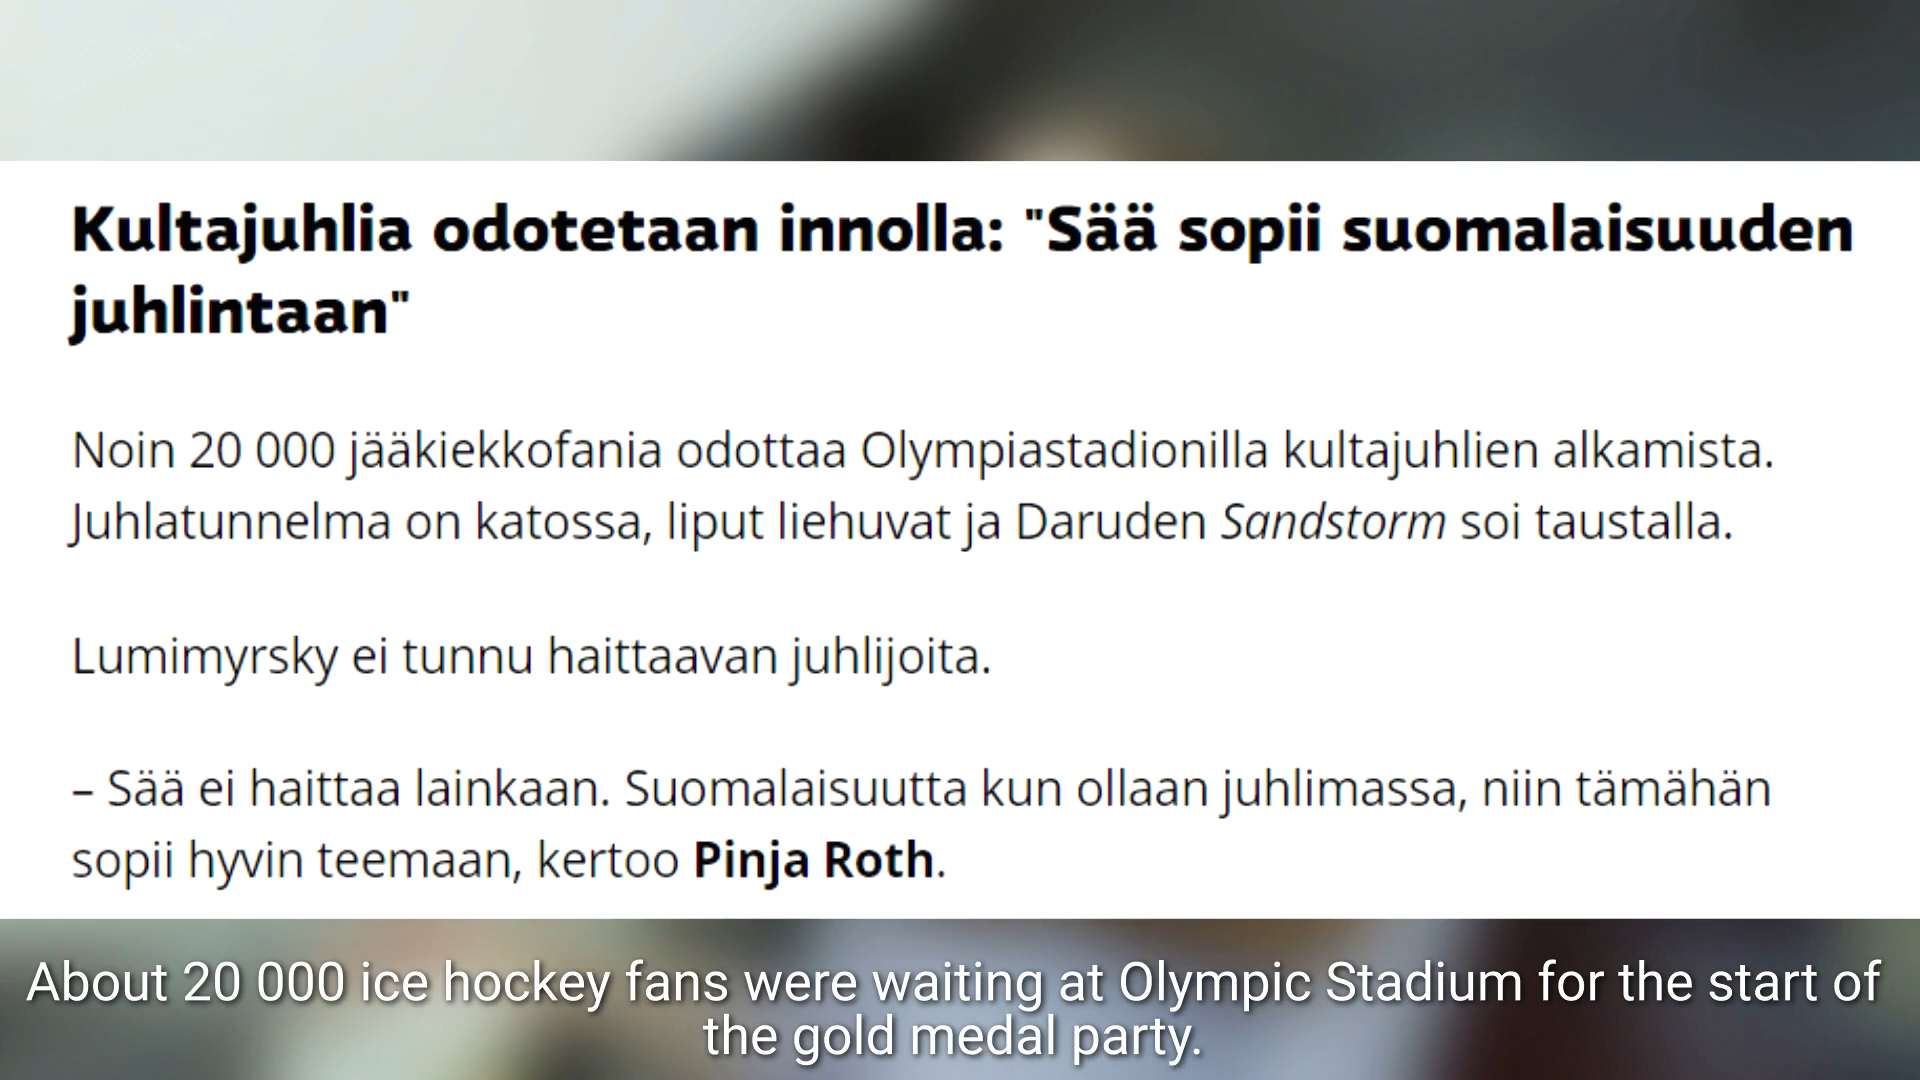 Kultajuhlia odotetaan innolla: "Sää sopii suomalaisuuden
juhlintaan"
Noin 20 000 jääkiekkofania odottaa Olympiastadionilla kultajuhlien alkamista.
Juhlatunnelma on katossa, liput liehuvat ja Daruden Sandstorm soi taustalla.
Lumimyrsky ei tunnu haittaavan juhlijoita.
– Sää ei haittaa lainkaan. Suomalaisuutta kun ollaan juhlimassa, niin tämähän
sopii hyvin teemaan, kertoo Pinja Roth.
About 20 000 ice hockey fans were waiting at Olympic Stadium for the start of
the gold medal party.